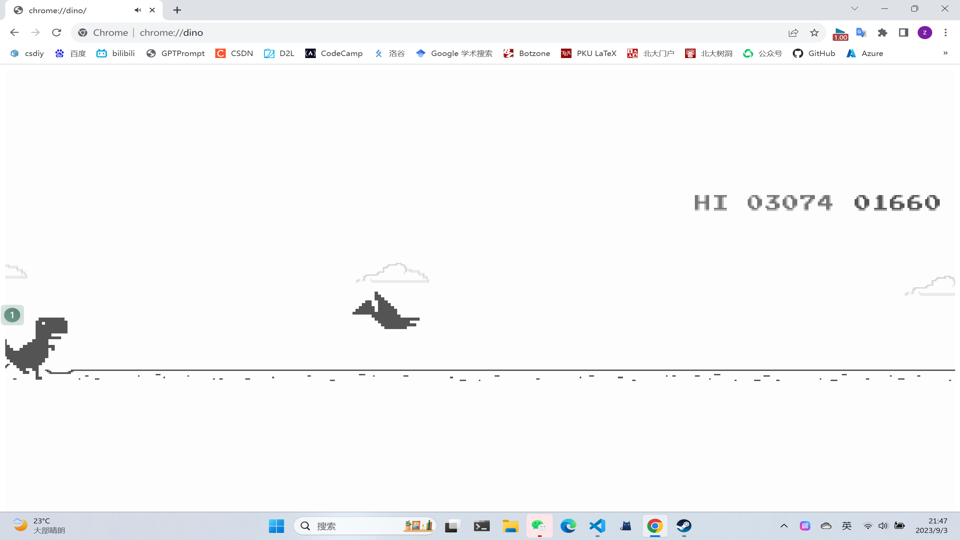 chrome://dino/
Chrome | chrome://dino
1.00
z
csdiy 百度 bilibili GPTPrompt CSDN D2L CodeCamp 洛谷 Google 学术搜索 Botzone PKU LaTeX 北大门户 北大树洞 公众号 GitHub Azure »
HI 03074 01660
1
23°C
大部晴朗
搜索
英
21:47
2023/9/3